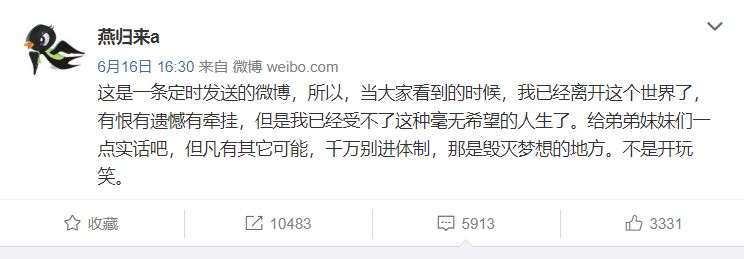 燕归来a
6月16日 16:30 来自 微博 weibo.com
这是一条定时发送的微博，所以，当大家看到的时候，我已经离开这个世界了，
有恨有遗憾有牵挂，但是我已经受不了这种毫无希望的人生了。给弟弟妹妹们一
点实话吧，但凡有其它可能，千万别进体制，那是毁灭梦想的地方。不是开玩
笑。
收藏 10483 5913 3331